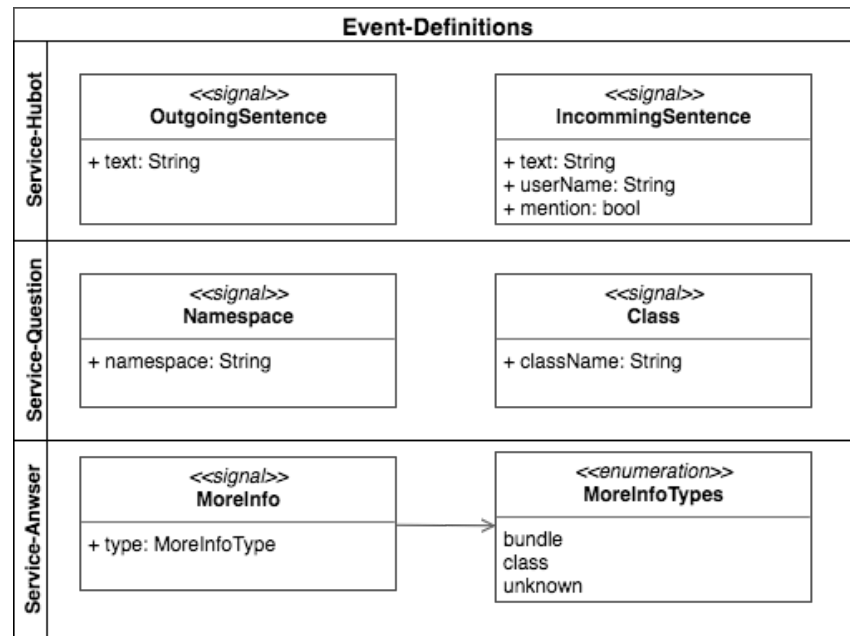 Event-Definitions
Service-Hubot
<<signal>>
OutgoingSentence
+ text: String
<<signal>>
IncommingSentence
+ text: String
+ userName: String
+ mention: bool
Service-Question
<<signal>>
Namespace
+ namespace: String
<<signal>>
Class
+ className: String
Service-Anwser
<<signal>>
MoreInfo
+ type: MoreInfoType
<<enumeration>>
MoreInfoTypes
bundle
class
unknown